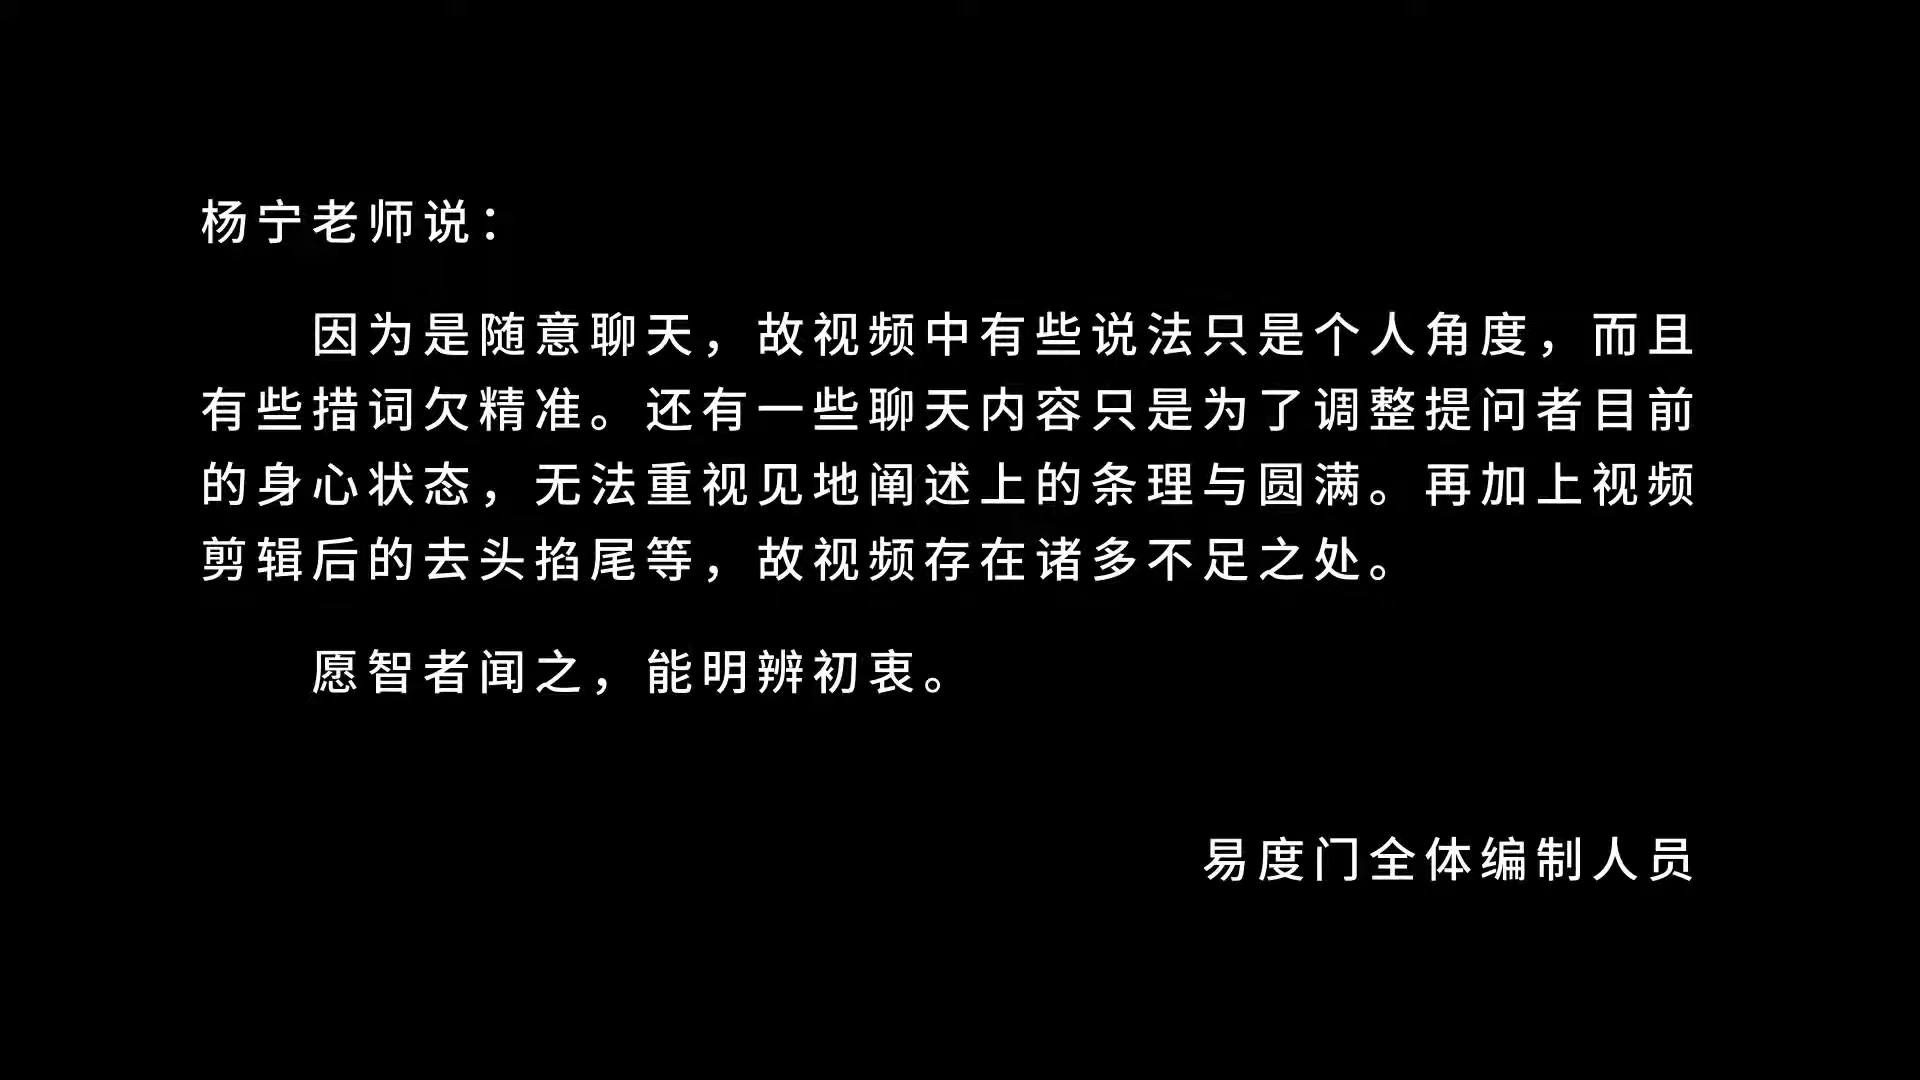 杨宁老师说：
因为是随意聊天，故视频中有些说法只是个人角度，而且
有些措词欠精准。还有一些聊天内容只是为了调整提问者目前
的身心状态，无法重视见地阐述上的条理与圆满。再加上视频
剪辑后的去头掐尾等，故视频存在诸多不足之处。
愿智者闻之，能明辨初衷。
易度门全体编制人员